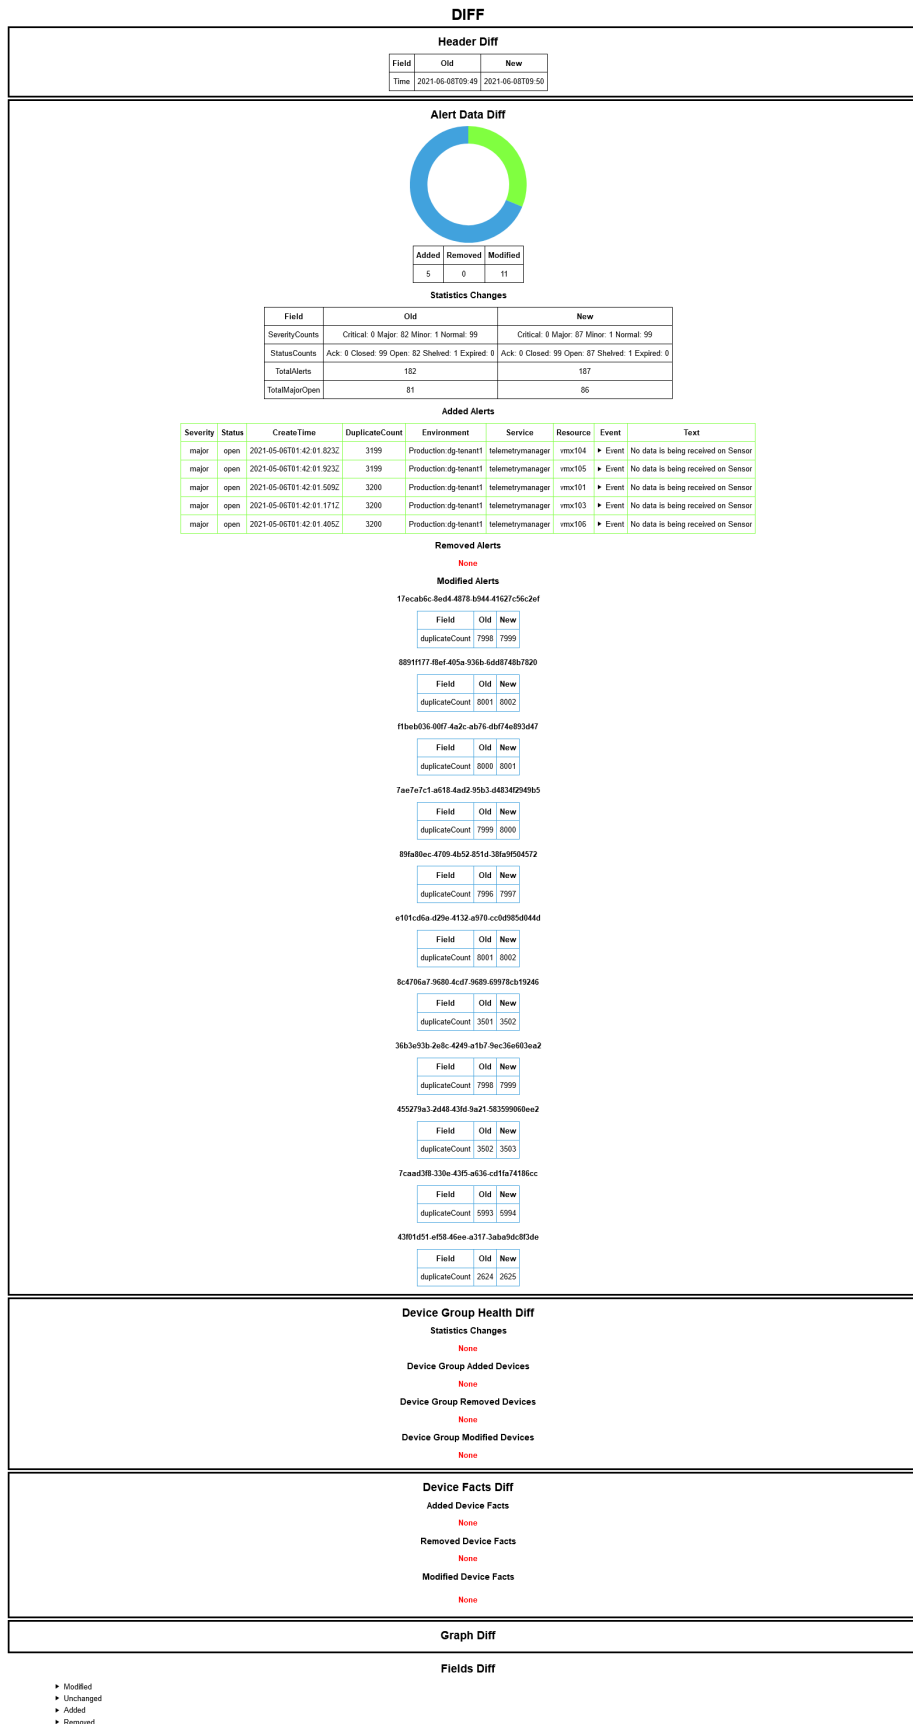 DIFF
Header Diff
Field Old New
Time 2021-06-08T09:49 2021-06-08T09:50
Alert Data Diff
Added Removed Modified
5 0 11
Statistics Changes
Field Old New
SeverityCounts Critical: 0 Major: 82 Minor: 1 Normal: 99 Critical: 0 Major: 87 Minor: 1 Normal: 99
StatusCounts Ack: 0 Closed: 99 Open: 82 Shelved: 1 Expired: 0 Ack: 0 Closed: 99 Open: 87 Shelved: 1 Expired: 0
TotalAlerts 182 187
TotalMajorOpen 81 86
Added Alerts
Severity Status CreateTime DuplicateCount Environment Service Resource Event Text
major open 2021-05-06T01:42:01.823Z 3199 Production:dg-tenant1 telemetrymanager vmx104 ▸ Event No data is being received on Sensor
major open 2021-05-06T01:42:01.923Z 3199 Production:dg-tenant1 telemetrymanager vmx105 ▸ Event No data is being received on Sensor
major open 2021-05-06T01:42:01.509Z 3200 Production:dg-tenant1 telemetrymanager vmx101 ▸ Event No data is being received on Sensor
major open 2021-05-06T01:42:01.171Z 3200 Production:dg-tenant1 telemetrymanager vmx103 ▸ Event No data is being received on Sensor
major open 2021-05-06T01:42:01.405Z 3200 Production:dg-tenant1 telemetrymanager vmx106 ▸ Event No data is being received on Sensor
Removed Alerts
None
Modified Alerts
17ecab6c-8ed4-4878-b944-41627c56c2ef
Field Old New
duplicateCount 7998 7999
8891f177-f8ef-405a-936b-6dd8748b7820
Field Old New
duplicateCount 8001 8002
f1beb036-00f7-4a2c-ab76-dbf74e893d47
Field Old New
duplicateCount 8000 8001
7ae7e7c1-a618-4ad2-95b3-d4834f2949b5
Field Old New
duplicateCount 7999 8000
89fa80ec-4709-4b52-851d-38fa9f504572
Field Old New
duplicateCount 7996 7997
e101cd6a-d29e-4132-a970-cc0d985d044d
Field Old New
duplicateCount 8001 8002
8c4706a7-9680-4cd7-9689-69978cb19246
Field Old New
duplicateCount 3501 3502
36b3e93b-2e8c-4249-a1b7-9ec36e603ea2
Field Old New
duplicateCount 7998 7999
455279a3-2d48-43fd-9a21-583599060ee2
Field Old New
duplicateCount 3502 3503
7caad3f8-330e-43f5-a636-cd1fa74186cc
Field Old New
duplicateCount 5993 5994
43f01d51-ef58-46ee-a317-3aba9dc8f3de
Field Old New
duplicateCount 2624 2625
Device Group Health Diff
Statistics Changes
None
Device Group Added Devices
None
Device Group Removed Devices
None
Device Group Modified Devices
None
Device Facts Diff
Added Device Facts
None
Removed Device Facts
None
Modified Device Facts
None
Graph Diff
Fields Diff
▸ Modified
▸ Unchanged
▸ Added
▸ Removed